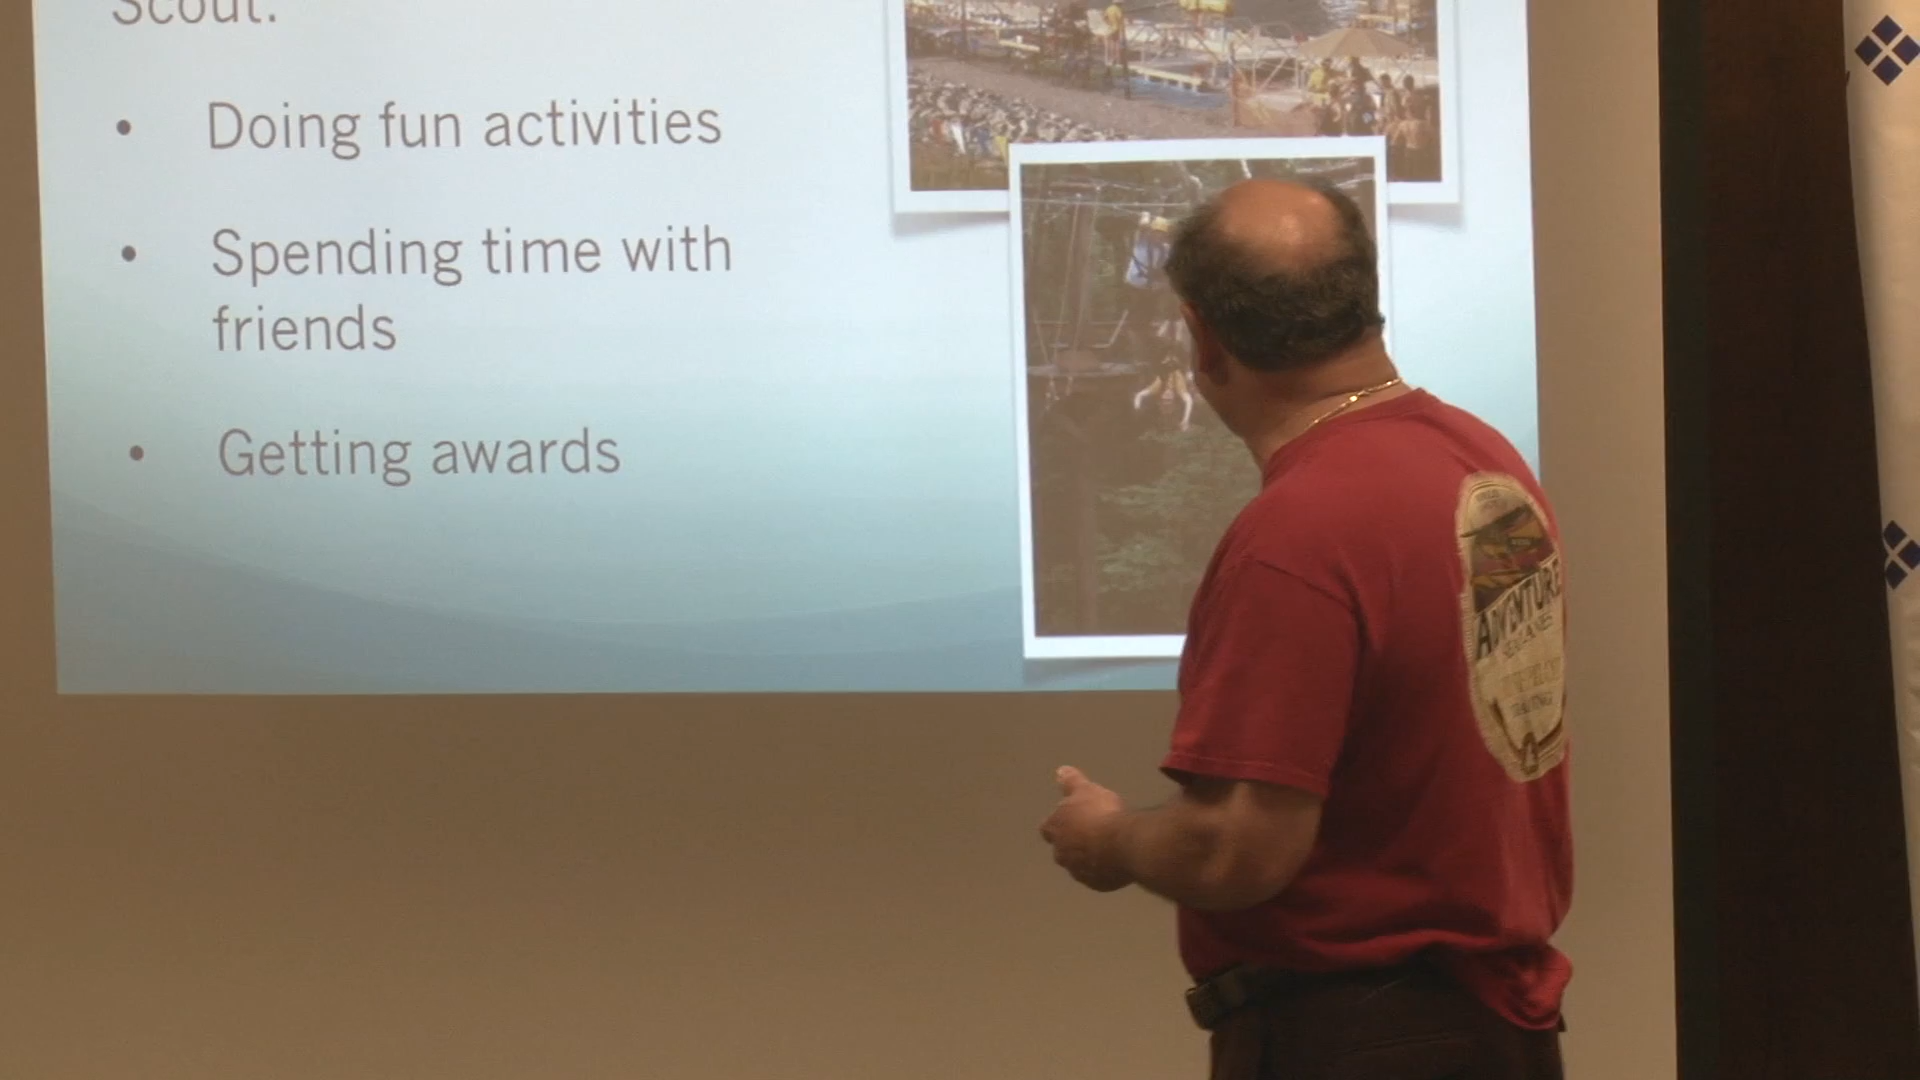 Scout.
• Doing fun activities
• Spending time with
friends
• Getting awards
ADVENTURE